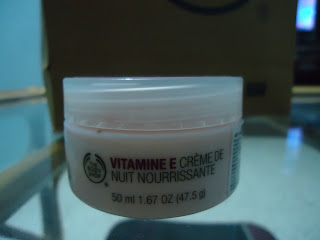 VITAMINE E CRÈME DE
NUIT NOURRISSANTE
50 ml 1.67 OZ (47.5 g)